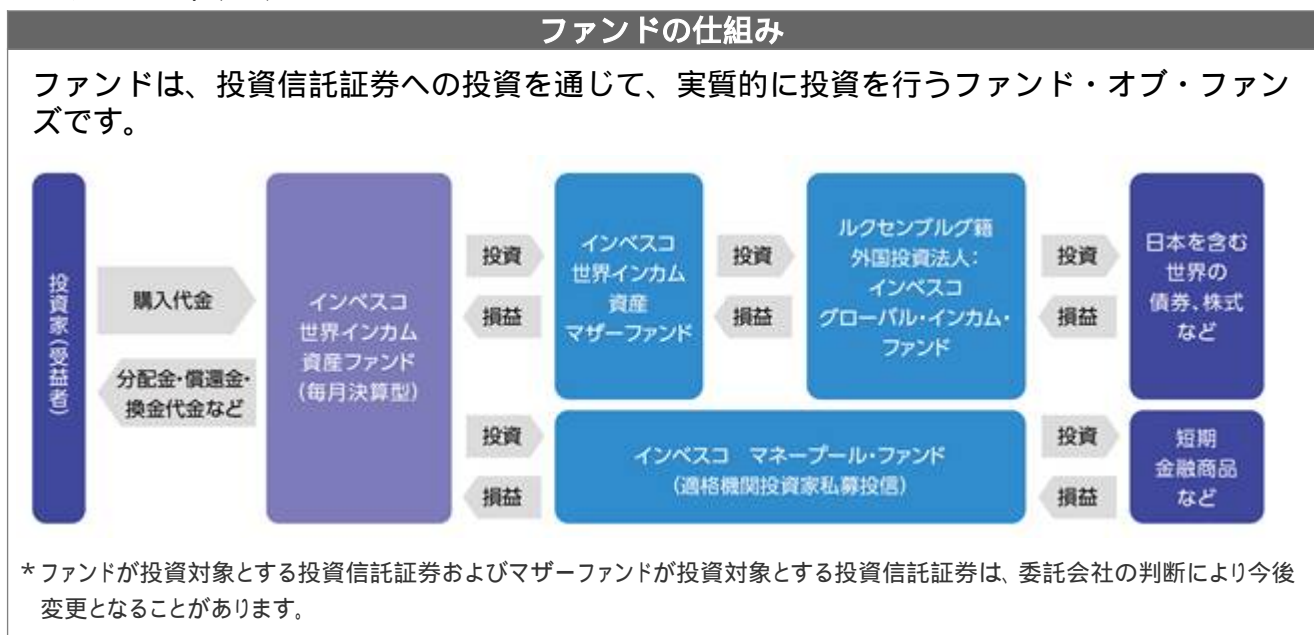 ファンドの仕組み
ファンドは、投資信託証券への投資を通じて、実質的に投資を行うファンド・オブ・ファン
ズです。
投資家(受益者)
購入代金
分配金・償還金・
換金代金など
インベスコ
世界インカム
資産ファンド
(毎月決算型)
投資
損益
インベスコ
世界インカム
資産
マザーファンド
投資
損益
ルクセンブルグ籍
外国投資法人:
インベスコ
グローバル・インカム・
ファンド
投資
損益
日本を含む
世界の
債券、株式
など
投資
損益
インベスコ マネープール・ファンド
(適格機関投資家私募投信)
投資
損益
短期
金融商品
など
*ファンドが投資対象とする投資信託証券およびマザーファンドが投資対象とする投資信託証券は、委託会社の判断により今後
変更となることがあります。